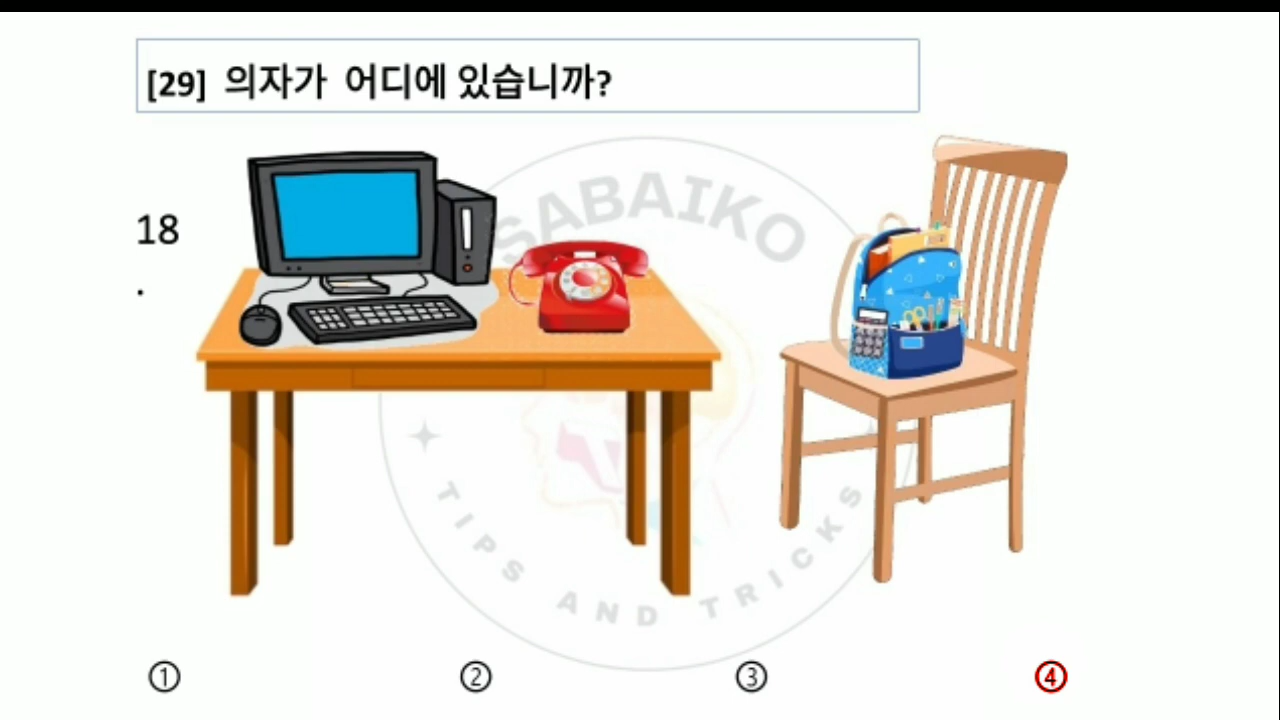 [29] 의자가 어디에 있습니까?
18
.
SABAIKO
TIPS AND TRICKS
① ② ③ ④